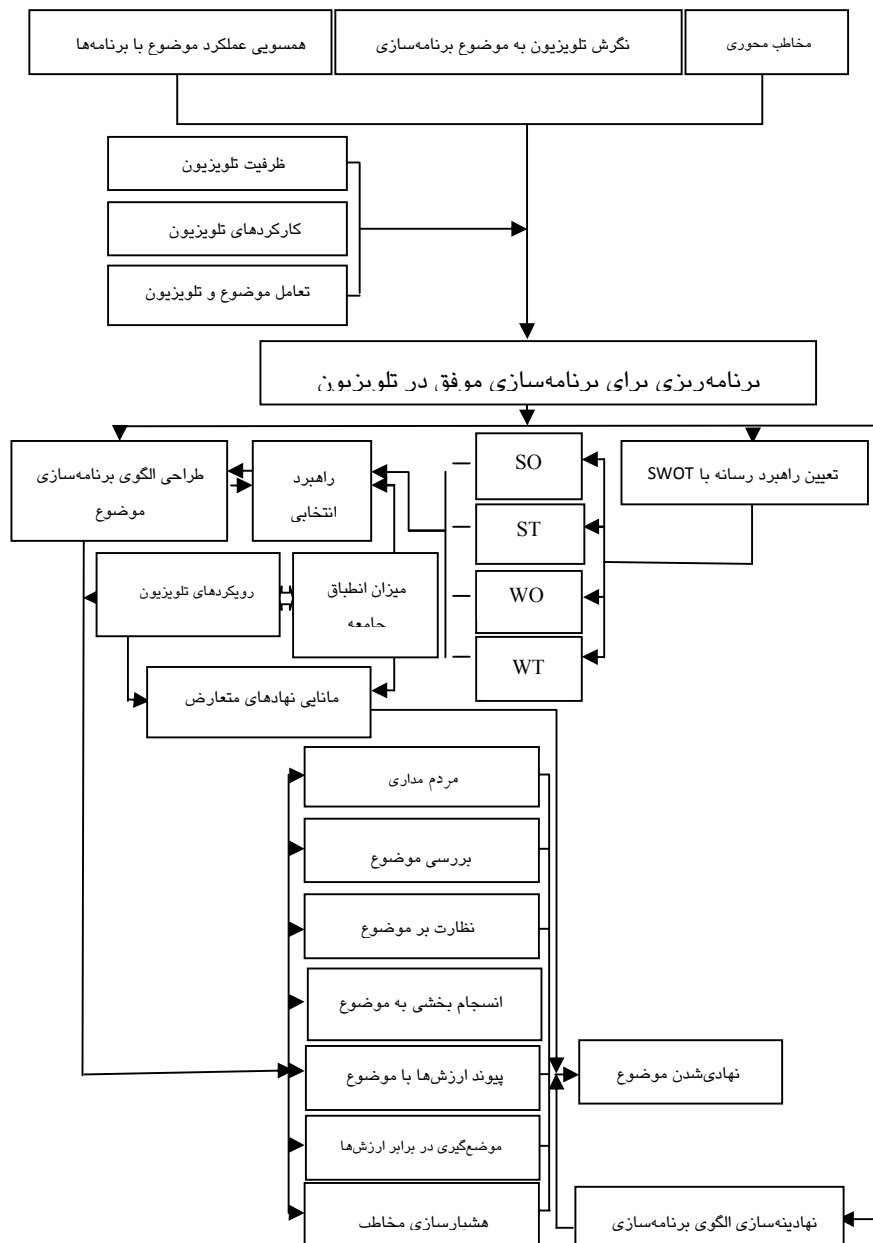 مخاطب محوری
نگرش تلویزیون به موضوع برنامه‌سازی
همسویی عملکرد موضوع با برنامه‌ها
ظرفیت تلویزیون
کارکردهای تلویزیون
تعامل موضوع و تلویزیون
برنامه‌ریزی برای برنامه‌سازی موفق در تلویزیون
تعیین راهبرد رسانه با SWOT
SO
ST
WO
WT
راهبرد
انتخابی
طراحی الگوی برنامه‌سازی
موضوع
میزان انطباق
جامعه
رویکردهای تلویزیون
مانایی نهادهای متعارض
مردم مداری
بررسی موضوع
نظارت بر موضوع
انسجام بخشی به موضوع
پیوند ارزش‌ها با موضوع
موضع‌گیری در برابر ارزش‌ها
هشیارسازی مخاطب
نهادی‌شدن موضوع
نهادینه‌سازی الگوی برنامه‌سازی